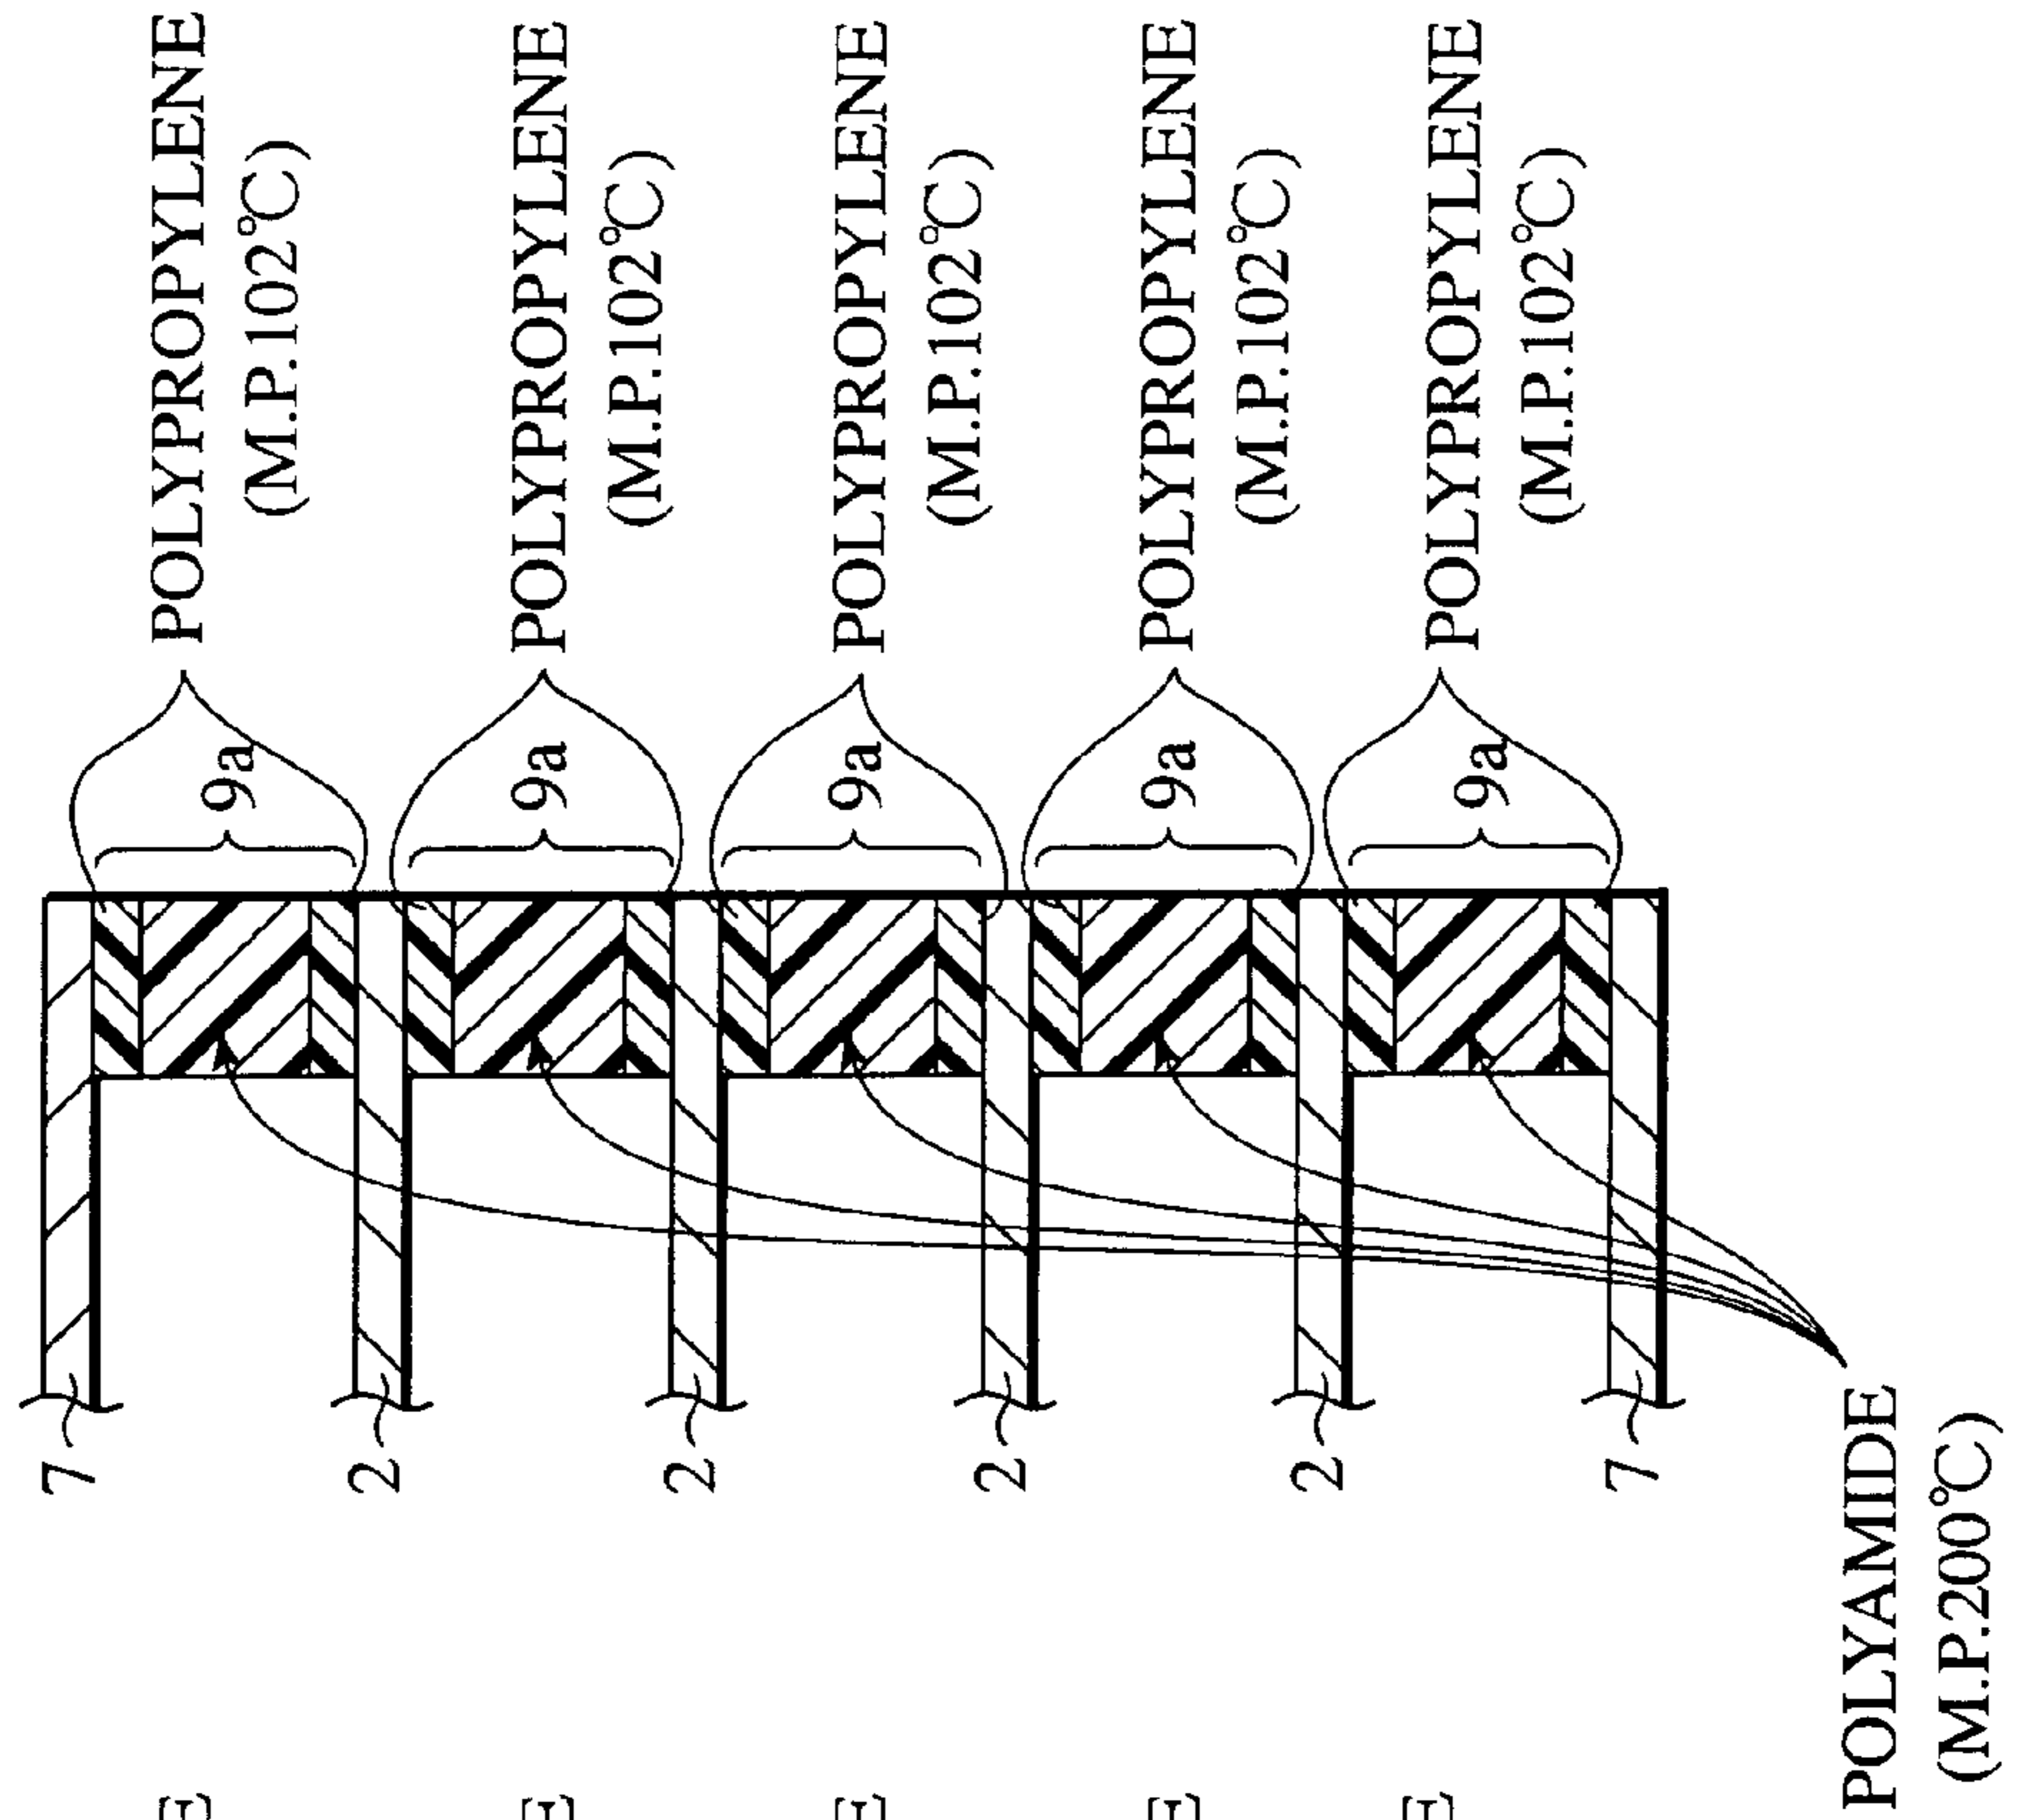 POLYPROPYLENE
(M.P.102℃)
POLYPROPYLENE
(M.P.102℃)
POLYPROPYLENE
(M.P.102℃)
POLYPROPYLENE
(M.P.102℃)
POLYPROPYLENE
(M.P.102℃)
9a
9a
9a
9a
9a
7
2
2
2
2
7
POLYAMIDE
(M.P.200℃)
E
E
E
E
E